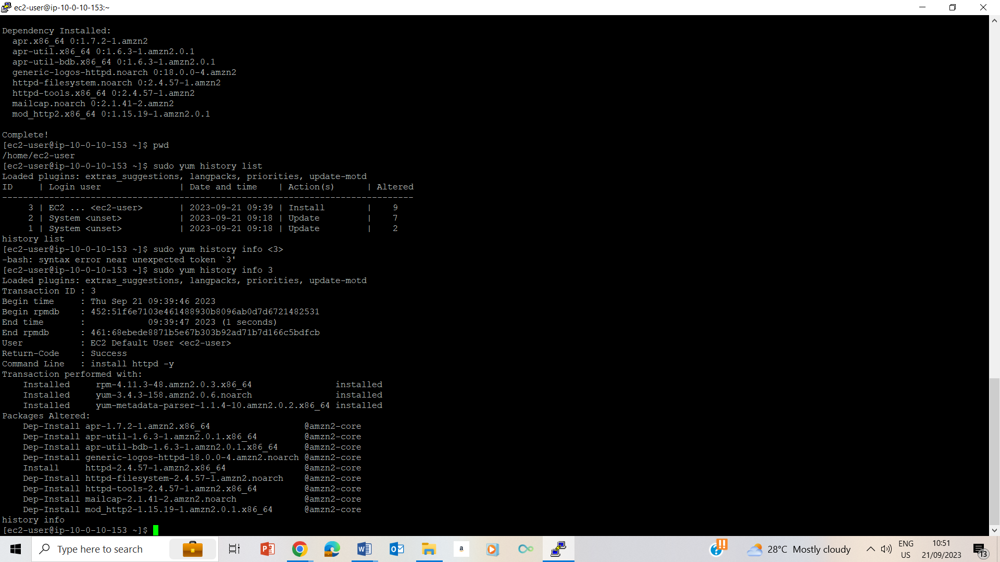 ec2-user@ip-10-0-10-153:~
Dependency Installed:
  apr.x86_64 0:1.7.2-1.amzn2
  apr-util.x86_64 0:1.6.3-1.amzn2.0.1
  apr-util-bdb.x86_64 0:1.6.3-1.amzn2.0.1
  generic-logos-httpd.noarch 0:18.0.0-4.amzn2
  httpd-filesystem.noarch 0:2.4.57-1.amzn2
  httpd-tools.x86_64 0:2.4.57-1.amzn2
  mailcap.noarch 0:2.1.41-2.amzn2
  mod_http2.x86_64 0:1.15.19-1.amzn2.0.1
Complete!
[ec2-user@ip-10-0-10-153 ~]$ pwd
/home/ec2-user
[ec2-user@ip-10-0-10-153 ~]$ sudo yum history list
Loaded plugins: extras_suggestions, langpacks, priorities, update-motd
ID     | Login user               | Date and time    | Action(s)      | Altered
-------------------------------------------------------------------------------
     3 | EC2 ... <ec2-user>       | 2023-09-21 09:39 | Install        |    9
     2 | System <unset>           | 2023-09-21 09:18 | Update         |    7
     1 | System <unset>           | 2023-09-21 09:18 | Update         |    2
history list
[ec2-user@ip-10-0-10-153 ~]$ sudo yum history info <3>
-bash: syntax error near unexpected token `3'
[ec2-user@ip-10-0-10-153 ~]$ sudo yum history info 3
Loaded plugins: extras_suggestions, langpacks, priorities, update-motd
Transaction ID : 3
Begin time     : Thu Sep 21 09:39:46 2023
Begin rpmdb    : 452:51f6e7103e461488930b8096ab0d7d6721482531
End time       :            09:39:47 2023 (1 seconds)
End rpmdb      : 461:68ebede8871b5e67b303b92ad71b7d166c5bdfcb
User           : EC2 Default User <ec2-user>
Return-Code    : Success
Command Line   : install httpd -y
Transaction performed with:
    Installed     rpm-4.11.3-48.amzn2.0.3.x86_64                installed
    Installed     yum-3.4.3-158.amzn2.0.6.noarch                installed
    Installed     yum-metadata-parser-1.1.4-10.amzn2.0.2.x86_64 installed
Packages Altered:
    Dep-Install apr-1.7.2-1.amzn2.x86_64                  @amzn2-core
    Dep-Install apr-util-1.6.3-1.amzn2.0.1.x86_64         @amzn2-core
    Dep-Install apr-util-bdb-1.6.3-1.amzn2.0.1.x86_64     @amzn2-core
    Dep-Install generic-logos-httpd-18.0.0-4.amzn2.noarch @amzn2-core
    Install     httpd-2.4.57-1.amzn2.x86_64               @amzn2-core
    Dep-Install httpd-filesystem-2.4.57-1.amzn2.noarch    @amzn2-core
    Dep-Install httpd-tools-2.4.57-1.amzn2.x86_64         @amzn2-core
    Dep-Install mailcap-2.1.41-2.amzn2.noarch             @amzn2-core
    Dep-Install mod_http2-1.15.19-1.amzn2.0.1.x86_64      @amzn2-core
history info
[ec2-user@ip-10-0-10-153 ~]$
Type here to search
a
28°C Mostly cloudy
ENG
US
10:51
21/09/2023
13